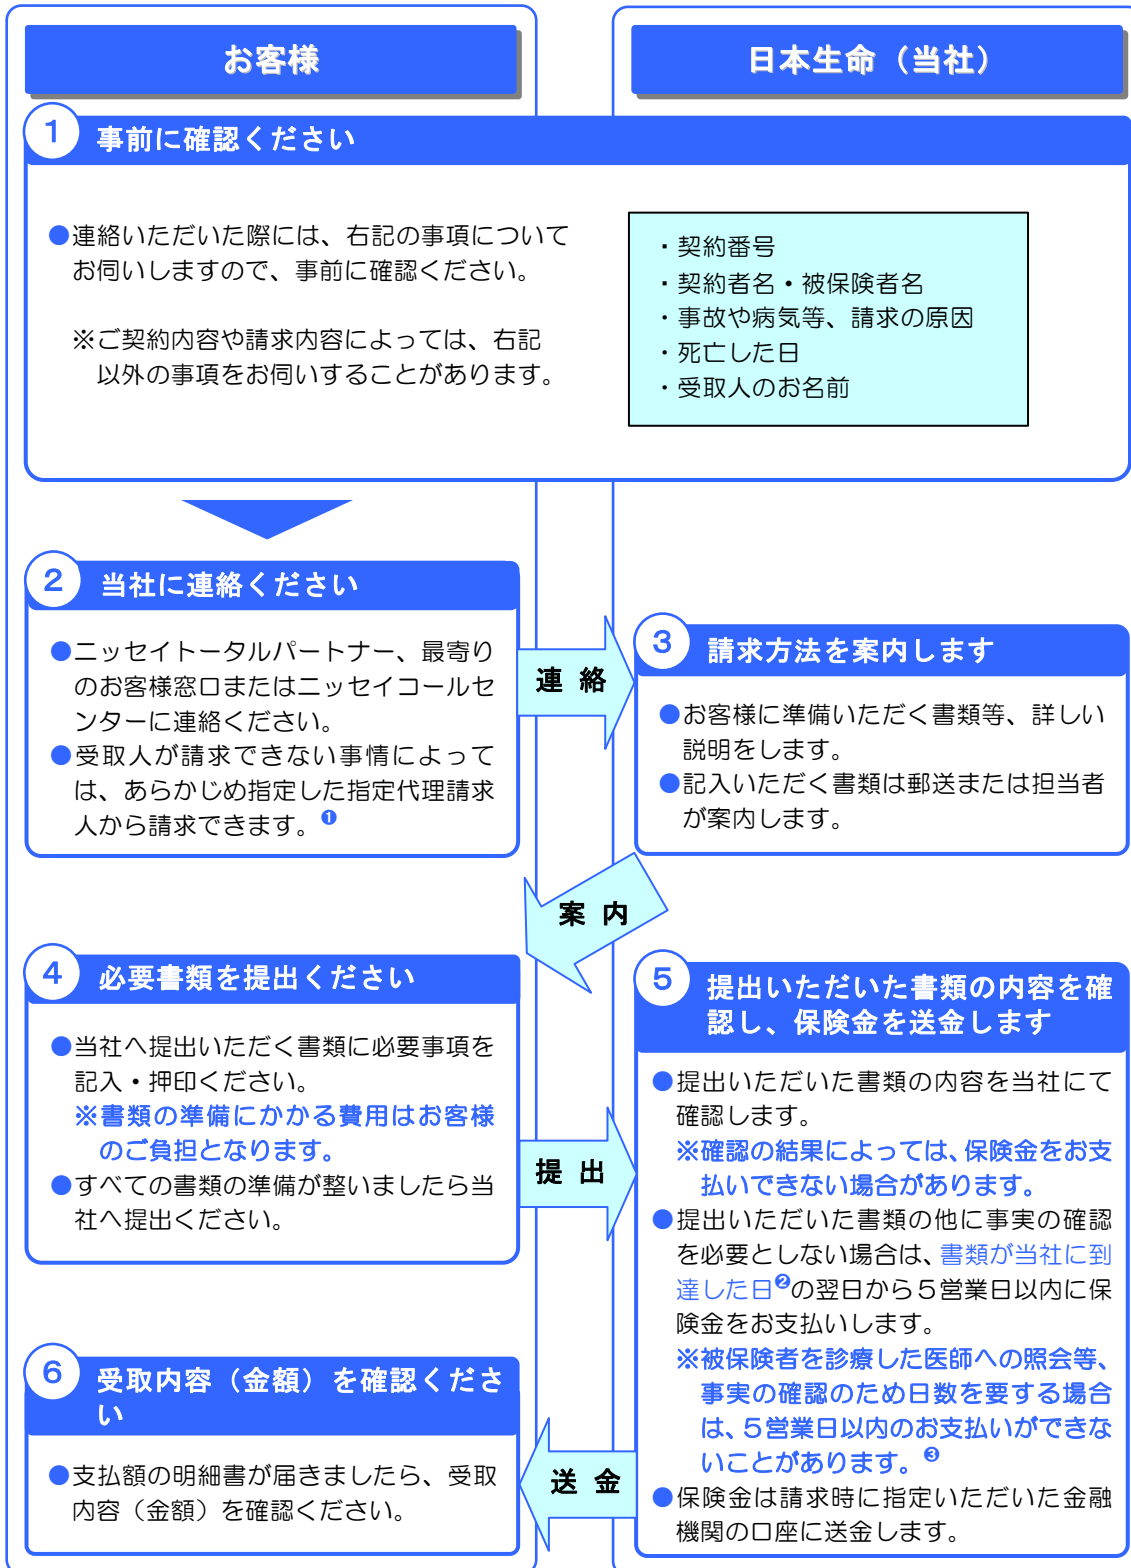 お客様
日本生命（当社）
1 事前に確認ください
●連絡いただいた際には、右記の事項について
お伺いしますので、事前に確認ください。
※ご契約内容や請求内容によっては、右記
以外の事項をお伺いすることがあります。
・契約番号
・契約者名・被保険者名
・事故や病気等、請求の原因
・死亡した日
・受取人のお名前
2 当社に連絡ください
●ニッセイトータルパートナー、最寄り
のお客様窓口またはニッセイコールセ
ンターに連絡ください。
●受取人が請求できない事情によって
は、あらかじめ指定した指定代理請求
人から請求できます。❶
連 絡
3 請求方法を案内します
●お客様に準備いただく書類等、詳しい
説明をします。
●記入いただく書類は郵送または担当者
が案内します。
案 内
4 必要書類を提出ください
●当社へ提出いただく書類に必要事項を
記入・押印ください。
※書類の準備にかかる費用はお客様
のご負担となります。
●すべての書類の準備が整いましたら当
社へ提出ください。
提 出
5 提出いただいた書類の内容を確
認し、保険金を送金します
●提出いただいた書類の内容を当社にて
確認します。
※確認の結果によっては、保険金をお支
払いできない場合があります。
●提出いただいた書類の他に事実の確認
を必要としない場合は、書類が当社に到
達した日❷の翌日から５営業日以内に保
険金をお支払いします。
※被保険者を診療した医師への照会等、
事実の確認のため日数を要する場合
は、５営業日以内のお支払いができな
いことがあります。❸
●保険金は請求時に指定いただいた金融
機関の口座に送金します。
送 金
6 受取内容（金額）を確認くださ
い
●支払額の明細書が届きましたら、受取
内容（金額）を確認ください。